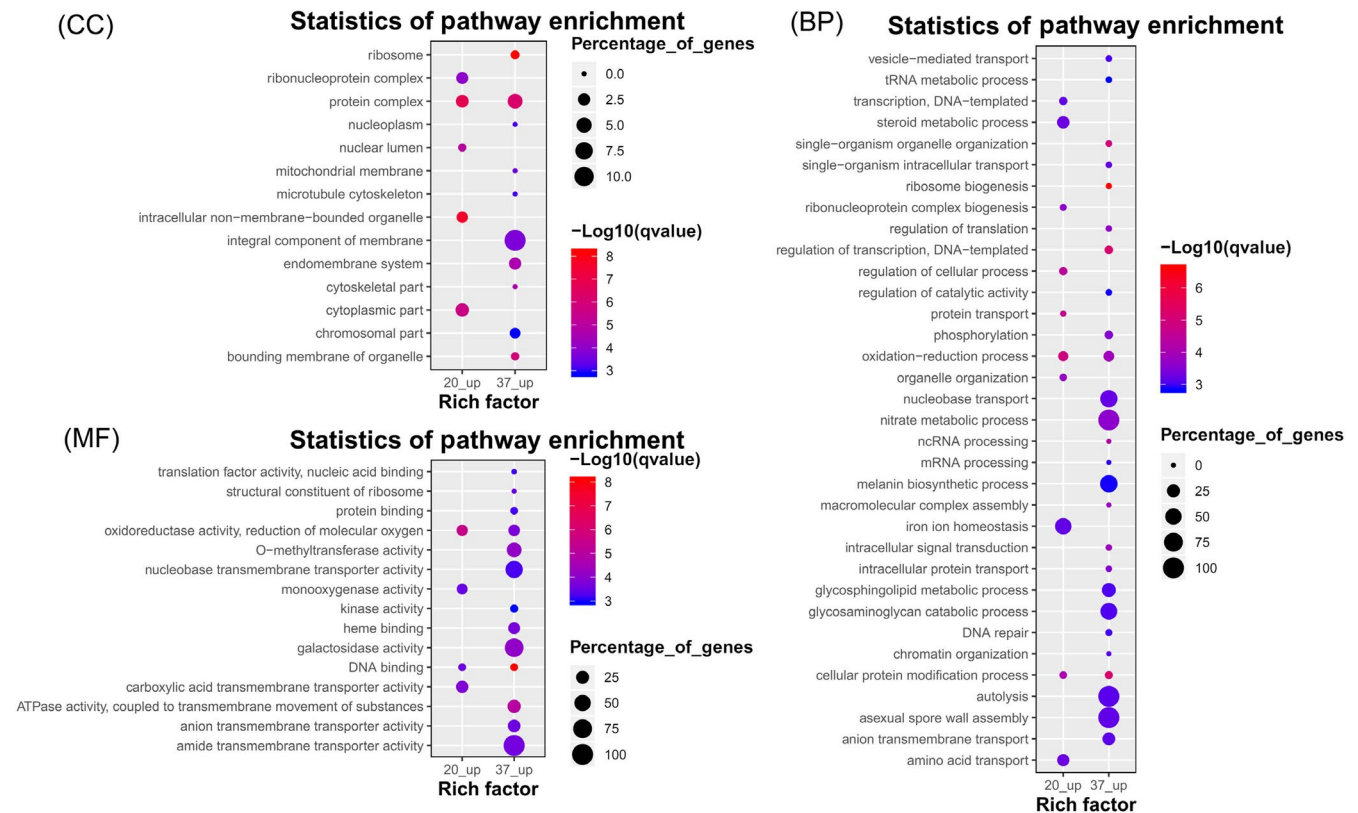 (CC)
Statistics of pathway enrichment
ribosome
ribonucleoprotein complex
protein complex
nucleoplasm
nuclear lumen
mitochondrial membrane
microtubule cytoskeleton
intracellular non−membrane−bounded organelle
integral component of membrane
endomembrane system
cytoskeletal part
cytoplasmic part
chromosomal part
bounding membrane of organelle
20_up 37_up
Rich factor
Percentage_of_genes
0.0
2.5
5.0
7.5
10.0
−Log10(qvalue)
8
7
6
5
4
3
(MF)
Statistics of pathway enrichment
translation factor activity, nucleic acid binding
structural constituent of ribosome
protein binding
oxidoreductase activity, reduction of molecular oxygen
O−methyltransferase activity
nucleobase transmembrane transporter activity
monooxygenase activity
kinase activity
heme binding
galactosidase activity
DNA binding
carboxylic acid transmembrane transporter activity
ATPase activity, coupled to transmembrane movement of substances
anion transmembrane transporter activity
amide transmembrane transporter activity
20_up 37_up
Rich factor
−Log10(qvalue)
8
7
6
5
4
3
Percentage_of_genes
25
50
75
100
(BP)
Statistics of pathway enrichment
vesicle−mediated transport
tRNA metabolic process
transcription, DNA−templated
steroid metabolic process
single−organism organelle organization
single−organism intracellular transport
ribosome biogenesis
ribonucleoprotein complex biogenesis
regulation of translation
regulation of transcription, DNA−templated
regulation of cellular process
regulation of catalytic activity
protein transport
phosphorylation
oxidation−reduction process
organelle organization
nucleobase transport
nitrate metabolic process
ncRNA processing
mRNA processing
melanin biosynthetic process
macromolecular complex assembly
iron ion homeostasis
intracellular signal transduction
intracellular protein transport
glycosphingolipid metabolic process
glycosaminoglycan catabolic process
DNA repair
chromatin organization
cellular protein modification process
autolysis
asexual spore wall assembly
anion transmembrane transport
amino acid transport
20_up 37_up
Rich factor
−Log10(qvalue)
6
5
4
3
Percentage_of_genes
0
25
50
75
100